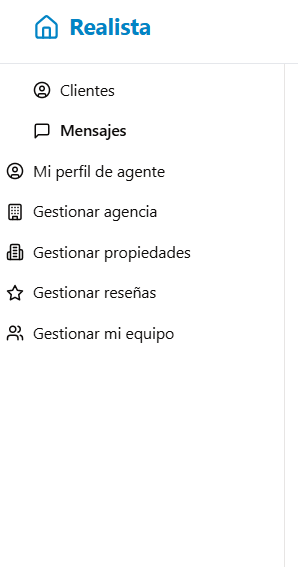 Realista
Clientes
Mensajes
Mi perfil de agente
Gestionar agencia
Gestionar propiedades
Gestionar reseñas
Gestionar mi equipo